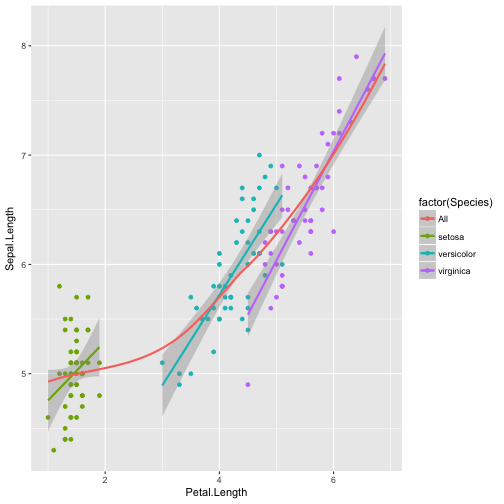 8
7
6
5
Sepal.Length
2
4
6
Petal.Length
factor(Species)
All
setosa
versicolor
virginica